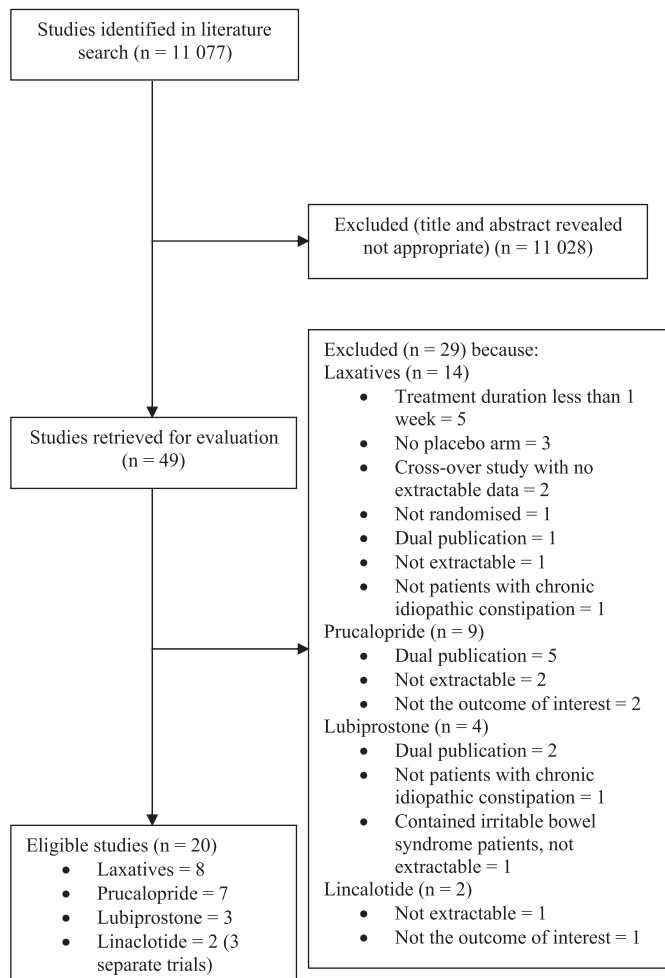 Studies identified in literature
search (n = 11 077)
Excluded (title and abstract revealed
not appropriate) (n = 11 028)
Studies retrieved for evaluation
(n = 49)
Excluded (n = 29) because:
Laxatives (n = 14)
• Treatment duration less than 1
week = 5
• No placebo arm = 3
• Cross-over study with no
extractable data = 2
• Not randomised = 1
• Dual publication = 1
• Not extractable = 1
• Not patients with chronic
idiopathic constipation = 1
Prucalopride (n = 9)
• Dual publication = 5
• Not extractable = 2
• Not the outcome of interest = 2
Lubiprostone (n = 4)
• Dual publication = 2
• Not patients with chronic
idiopathic constipation = 1
• Contained irritable bowel
syndrome patients, not
extractable = 1
Lincalotide (n = 2)
• Not extractable = 1
• Not the outcome of interest = 1
Eligible studies (n = 20)
• Laxatives = 8
• Prucalopride = 7
• Lubiprostone = 3
• Linaclotide = 2 (3
separate trials)